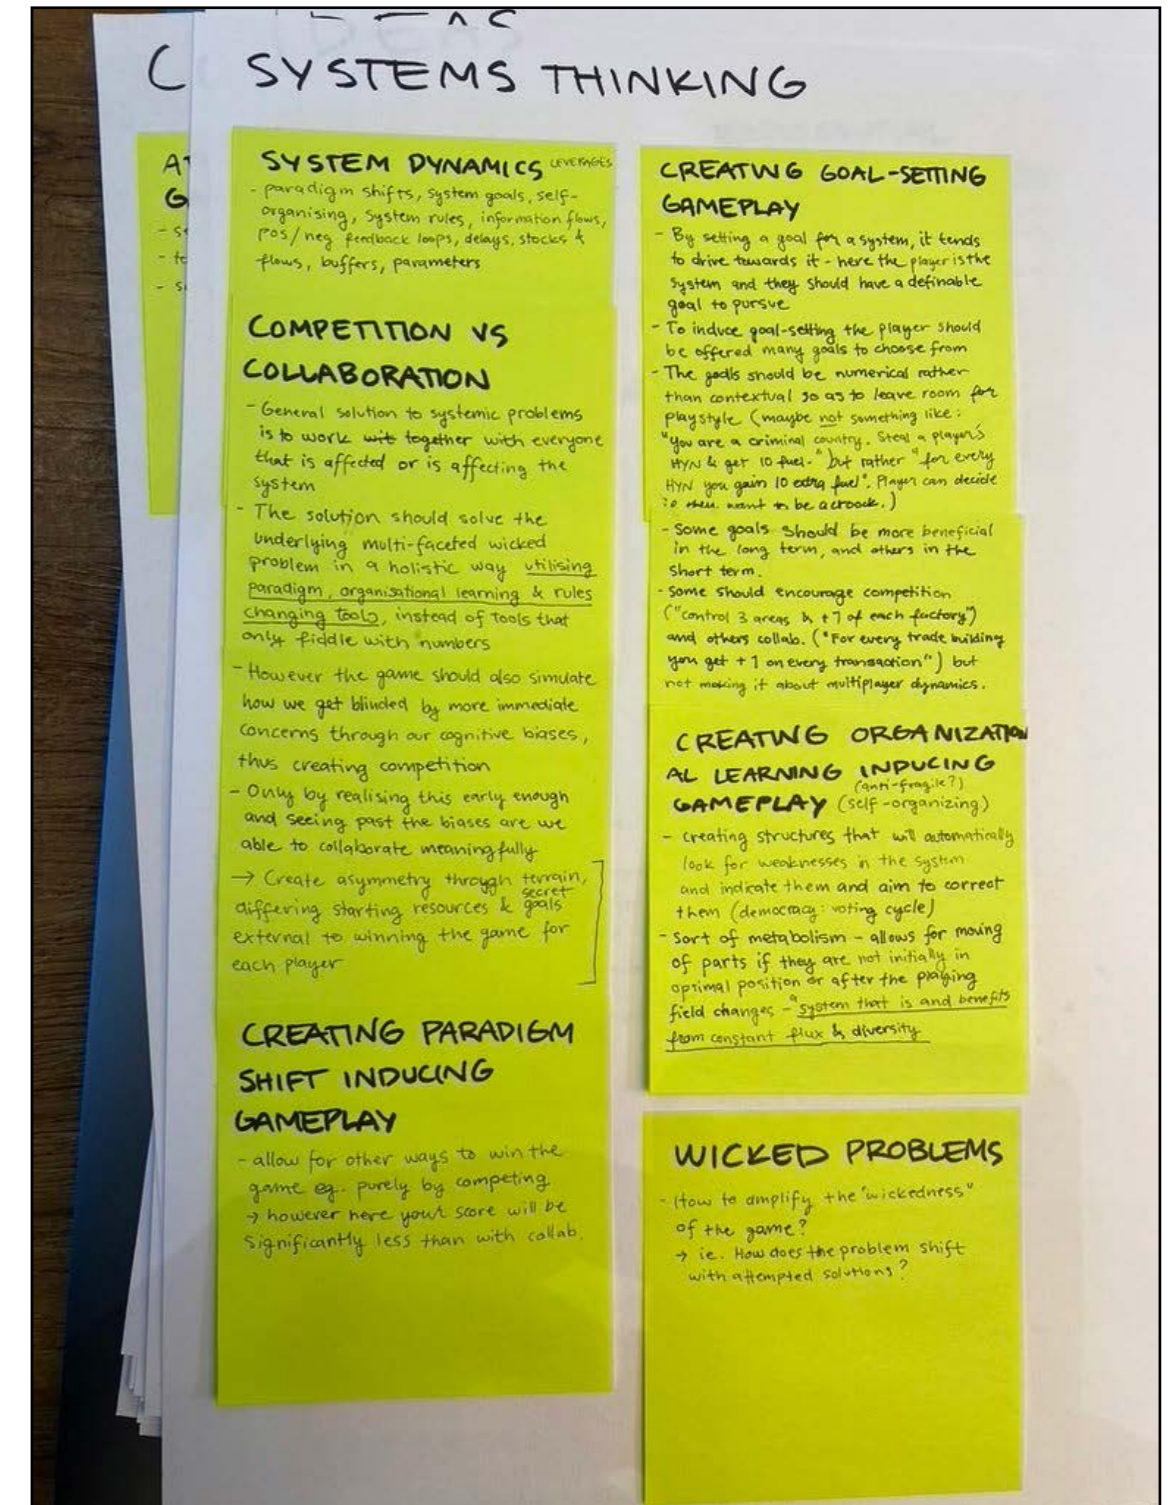 IDEAS
C
SYSTEMS THINKING
AT
G
- se
- te
- si
SYSTEM DYNAMICS LEVERAGES
- paradigm shifts, system goals, self-
organising, system rules, information flows,
pos/neg feedback loops, delays, stocks &
flows, buffers, parameters
COMPETITION VS
COLLABORATION
- General solution to systemic problems
is to work wit together with everyone
that is affected or is affecting the
system
- The solution should solve the
underlying multi-faceted wicked
problem in a holistic way utilising
paradigm, organisational learning & rules
changing tools, instead of tools that
only fiddle with numbers
- However the game should also simulate
how we get blinded by more immediate
concerns through our cognitive biases,
thus creating competition
- Only by realising this early enough
and seeing past the biases are we
able to collaborate meaningfully
→ Create asymmetry through terrain,
differing starting resources & secret goals
external to winning the game for
each player
CREATING PARADIGM
SHIFT INDUCING
GAMEPLAY
- allow for other ways to win the
game eg. purely by competing
→ however here your score will be
significantly less than with collab.
CREATING GOAL-SETTING
GAMEPLAY
- By setting a goal for a system, it tends
to drive towards it - here the player is the
system and they should have a definable
goal to pursue
- To induce goal-setting the player should
be offered many goals to choose from
- The goals should be numerical rather
than contextual so as to leave room for
playstyle (maybe not something like:
"You are a criminal country. Steal a player's
HYN & get 10 fuel." but rather "for every
HYN you gain 10 extra fuel". Player can decide
if they want to be a crook.)
- Some goals should be more beneficial
in the long term, and others in the
short term.
- Some should encourage competition
("control 3 areas & +1 of each factory")
and others collab. ("For every trade building
you get +1 on every transaction") but
not making it about multiplayer dynamics.
CREATING ORGANIZATION
AL LEARNING INDUCING
(anti-fragile?)
GAMEPLAY (self-organizing)
- creating structures that will automatically
look for weaknesses in the system
and indicate them and aim to correct
them (democracy: voting cycle)
- Sort of metabolism - allows for moving
of parts if they are not initially in
optimal position or after the playing
field changes - "system that is and benefits
from constant flux & diversity
WICKED PROBLEMS
- How to amplify the "wickedness"
of the game?
→ ie. How does the problem shift
with attempted solutions?